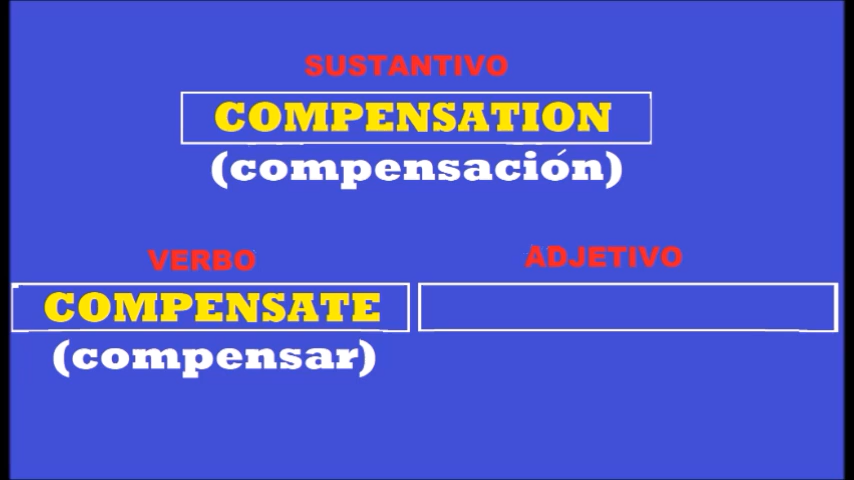 SUSTANTIVO
COMPENSATION
(compensación)
VERBO
ADJETIVO
COMPENSATE
(compensar)